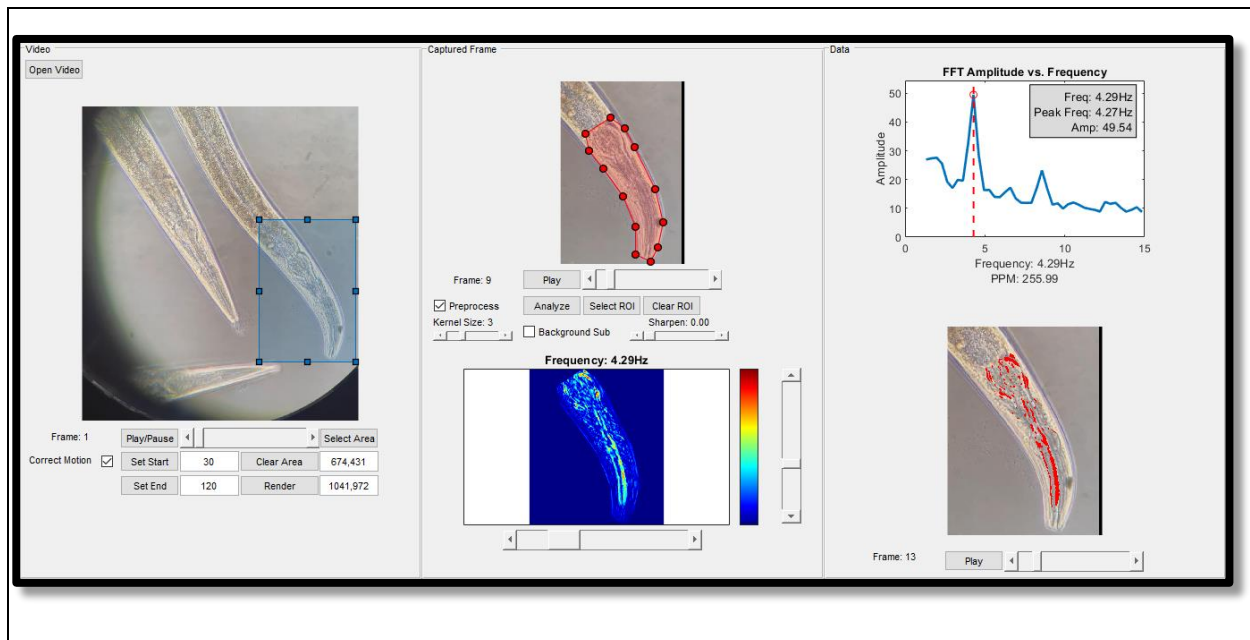 Video
Open Video
Frame: 1
Play/Pause
Select Area
Correct Motion
Set Start
30
Clear Area
674,431
Set End
120
Render
1041,972
Captured Frame
Frame: 9
Play
Preprocess
Analyze
Select ROI
Clear ROI
Kernel Size: 3
Background Sub
Sharpen: 0.00
Frequency: 4.29Hz
Data
FFT Amplitude vs. Frequency
Freq: 4.29Hz
Peak Freq: 4.27Hz
Amp: 49.54
Amplitude
50
40
30
20
10
0
0 5 10 15
Frequency: 4.29Hz
PPM: 255.99
Frame: 13
Play